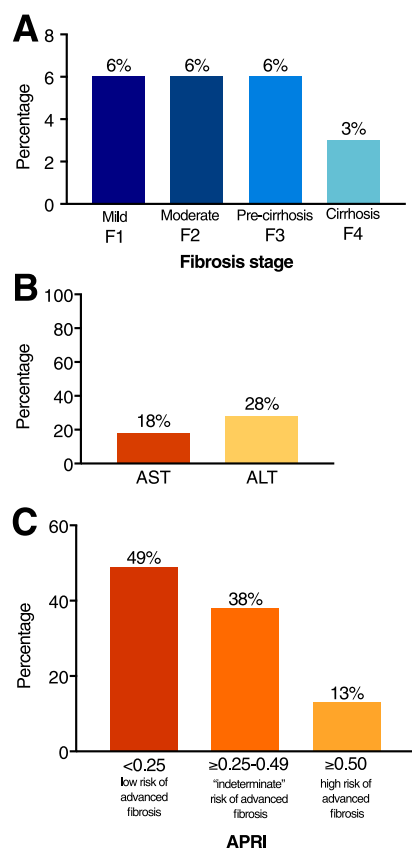 A
Percentage
8
6
4
2
0
6%
6%
6%
3%
Mild
F1
Moderate
F2
Pre-cirrhosis
F3
Cirrhosis
F4
Fibrosis stage
B
Percentage
100
80
60
40
20
0
18%
28%
AST
ALT
C
Percentage
60
40
20
0
49%
38%
13%
<0.25
low risk of
advanced
fibrosis
≥0.25-0.49
“indeterminate”
risk of advanced
fibrosis
≥0.50
high risk of
advanced
fibrosis
APRI